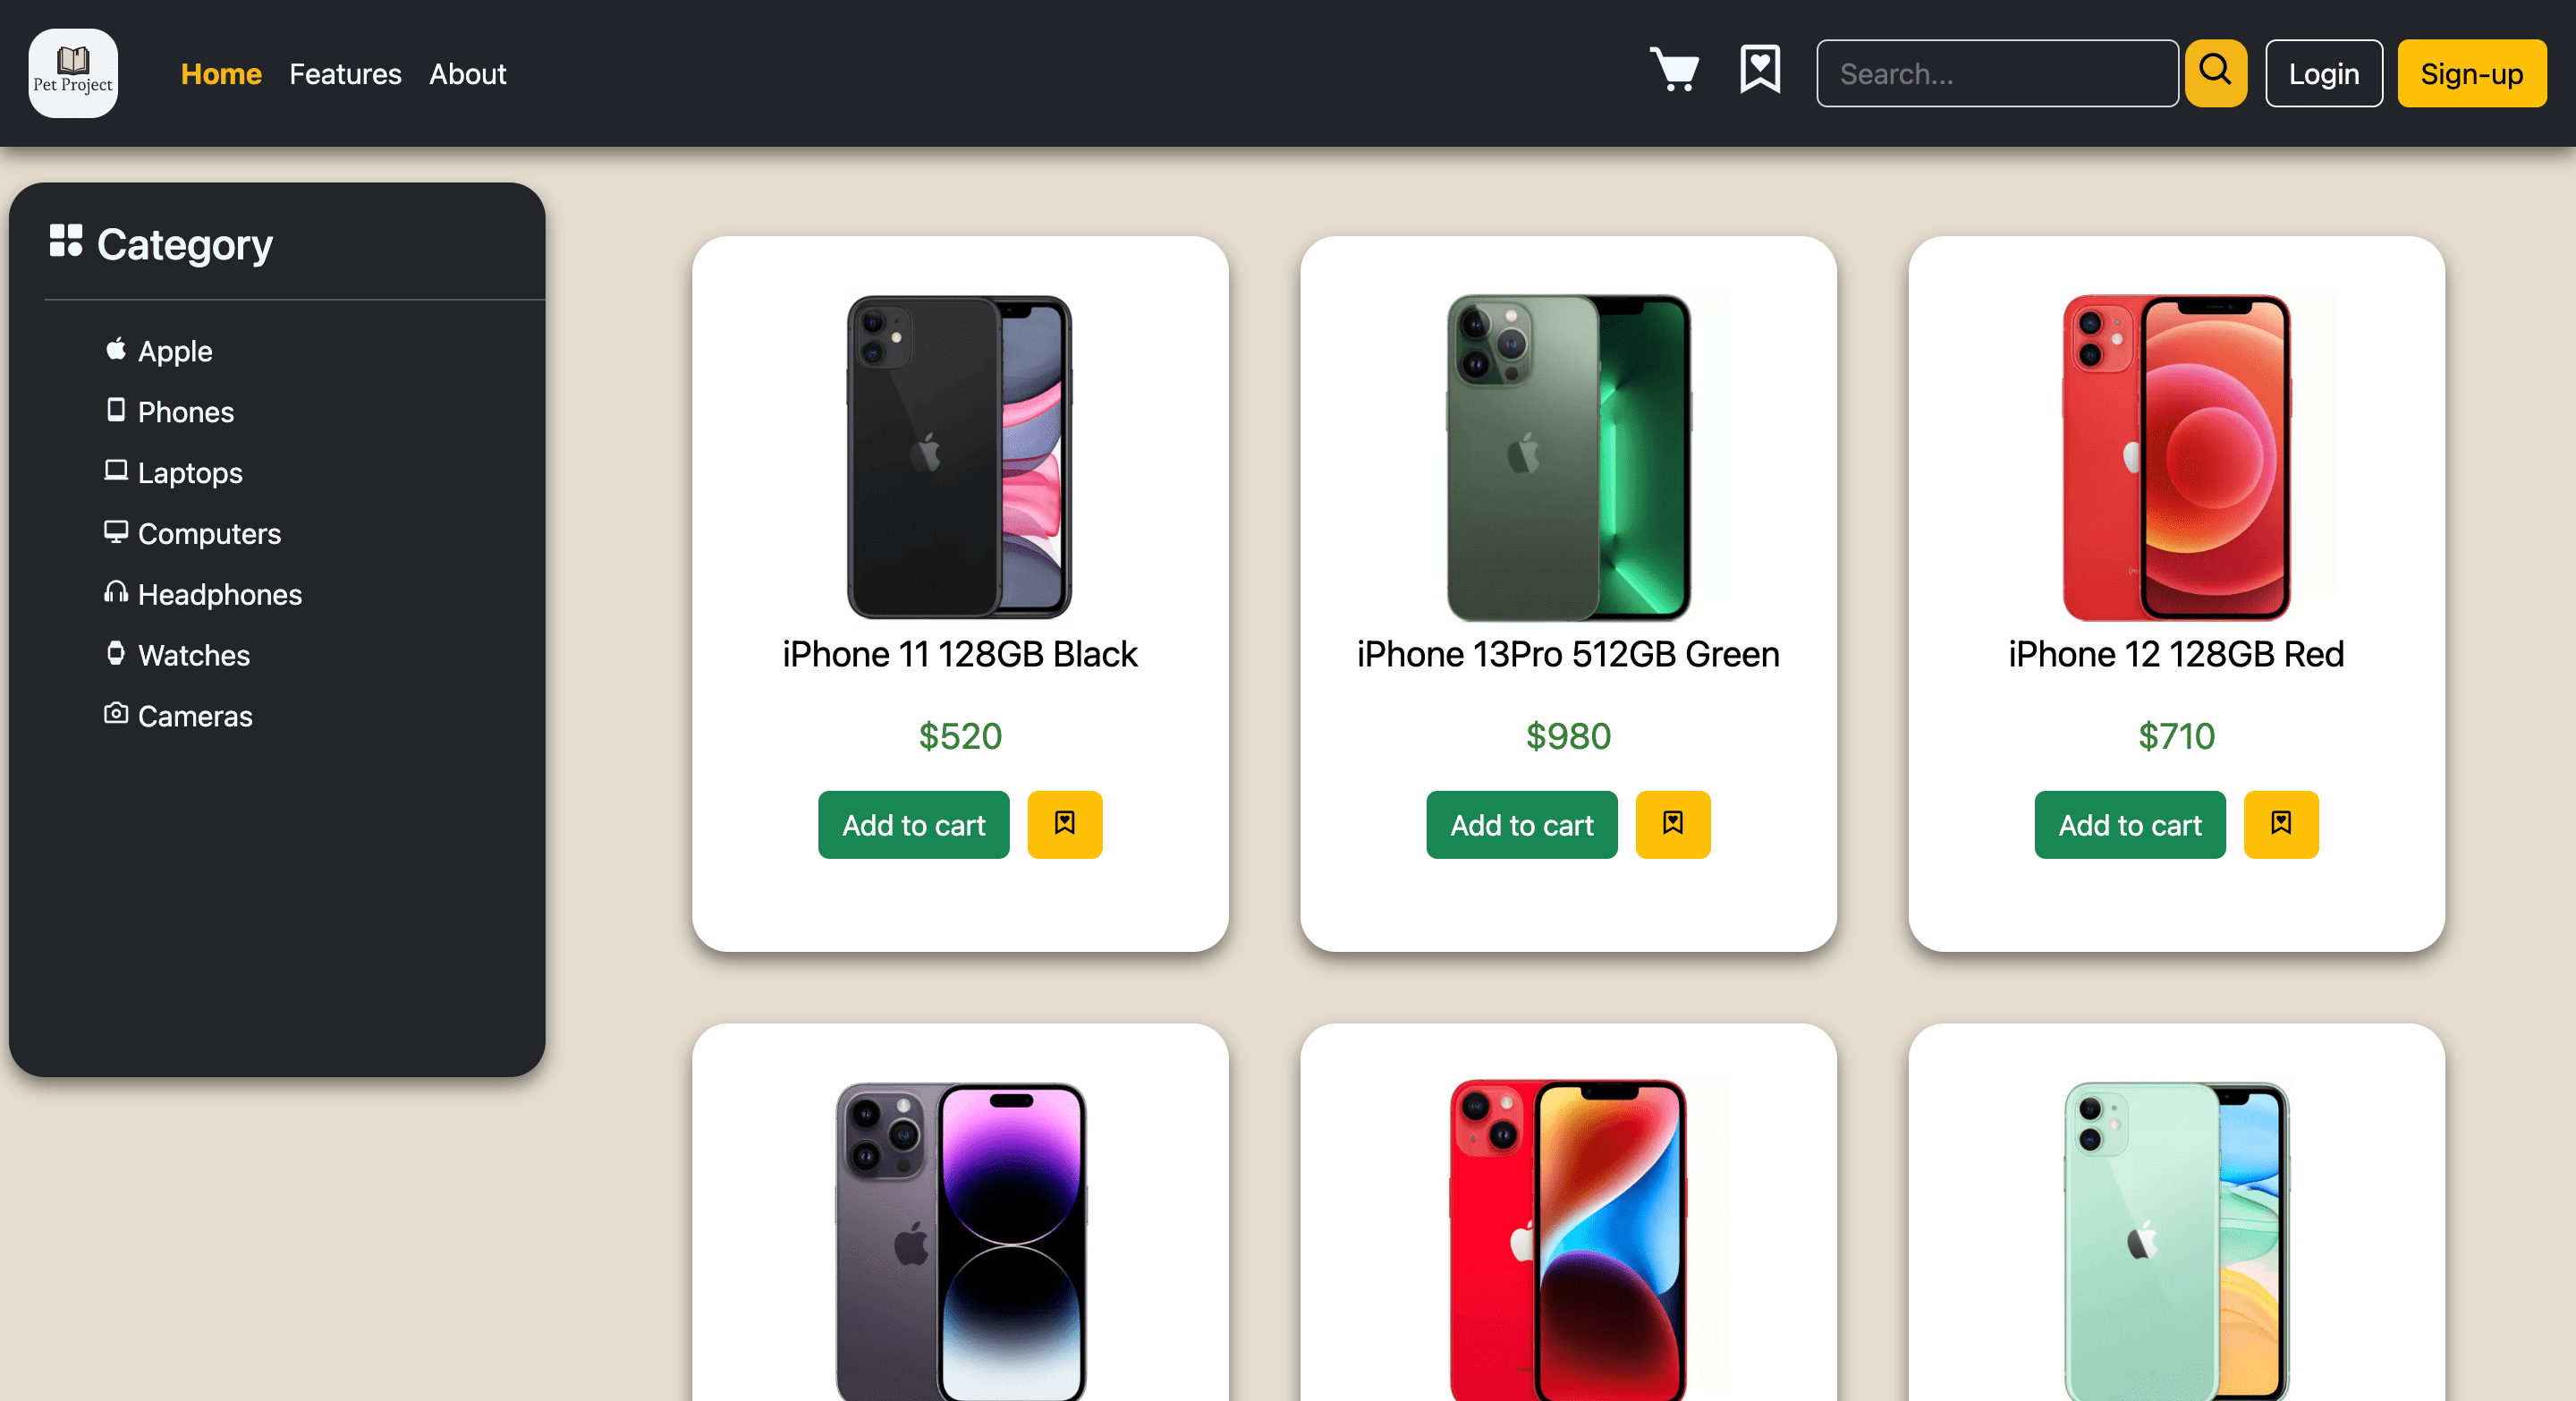 Pet Project
Home Features About
Search...
Login
Sign-up
Category
Apple
Phones
Laptops
Computers
Headphones
Watches
Cameras
iPhone 11 128GB Black
$520
Add to cart
iPhone 13Pro 512GB Green
$980
Add to cart
iPhone 12 128GB Red
$710
Add to cart